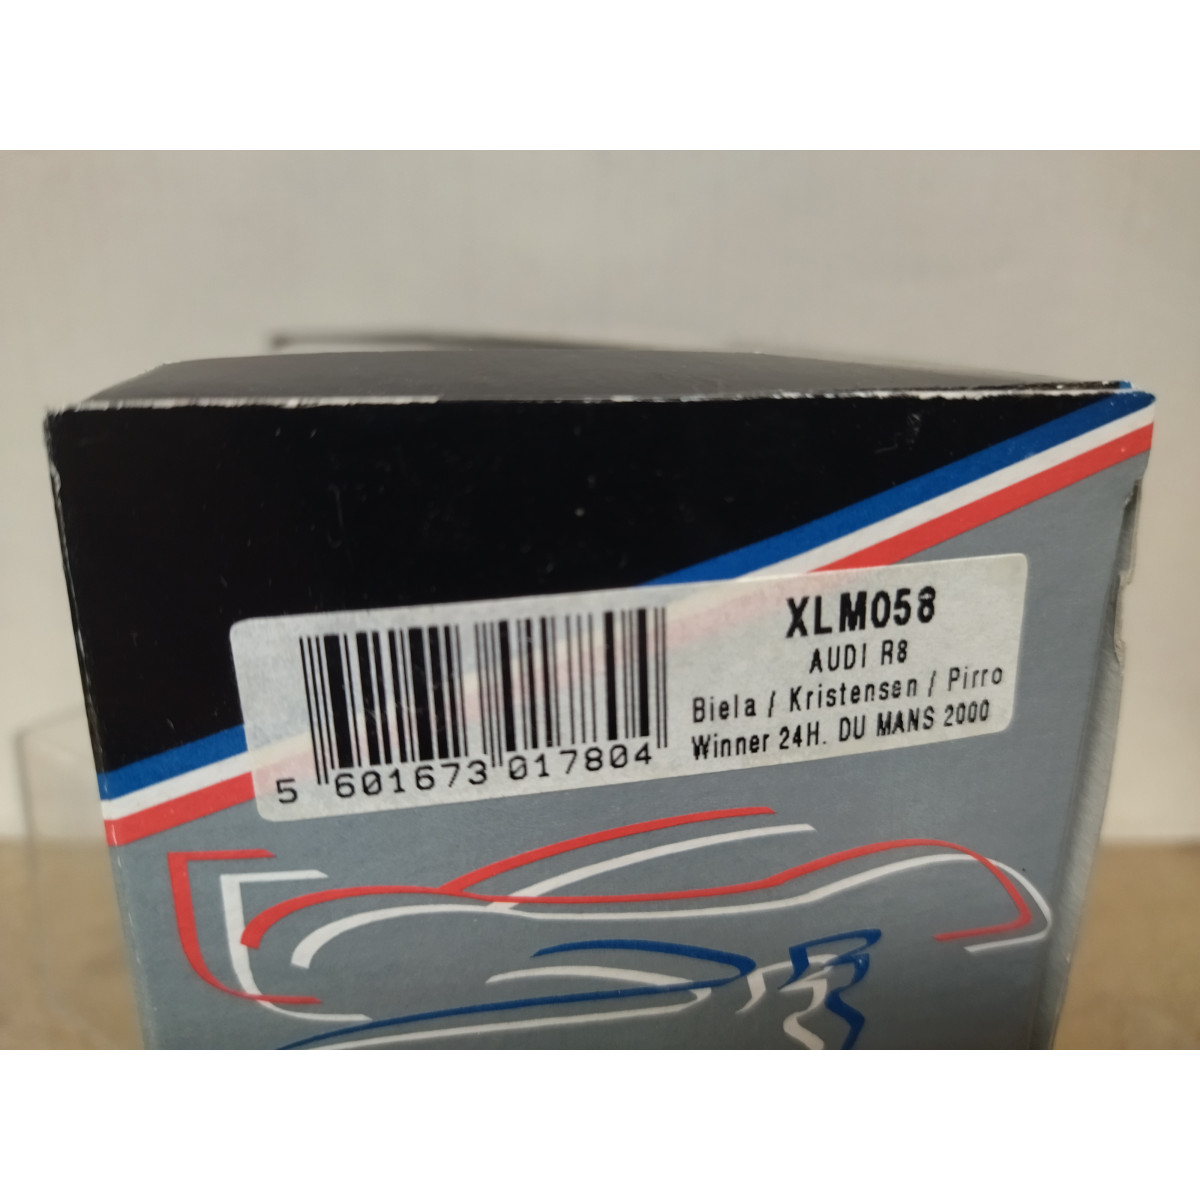 XLM058
AUDI R8
Biela / Kristensen / Pirro
Winner 24H. DU MANS 2000
5 601673 017804